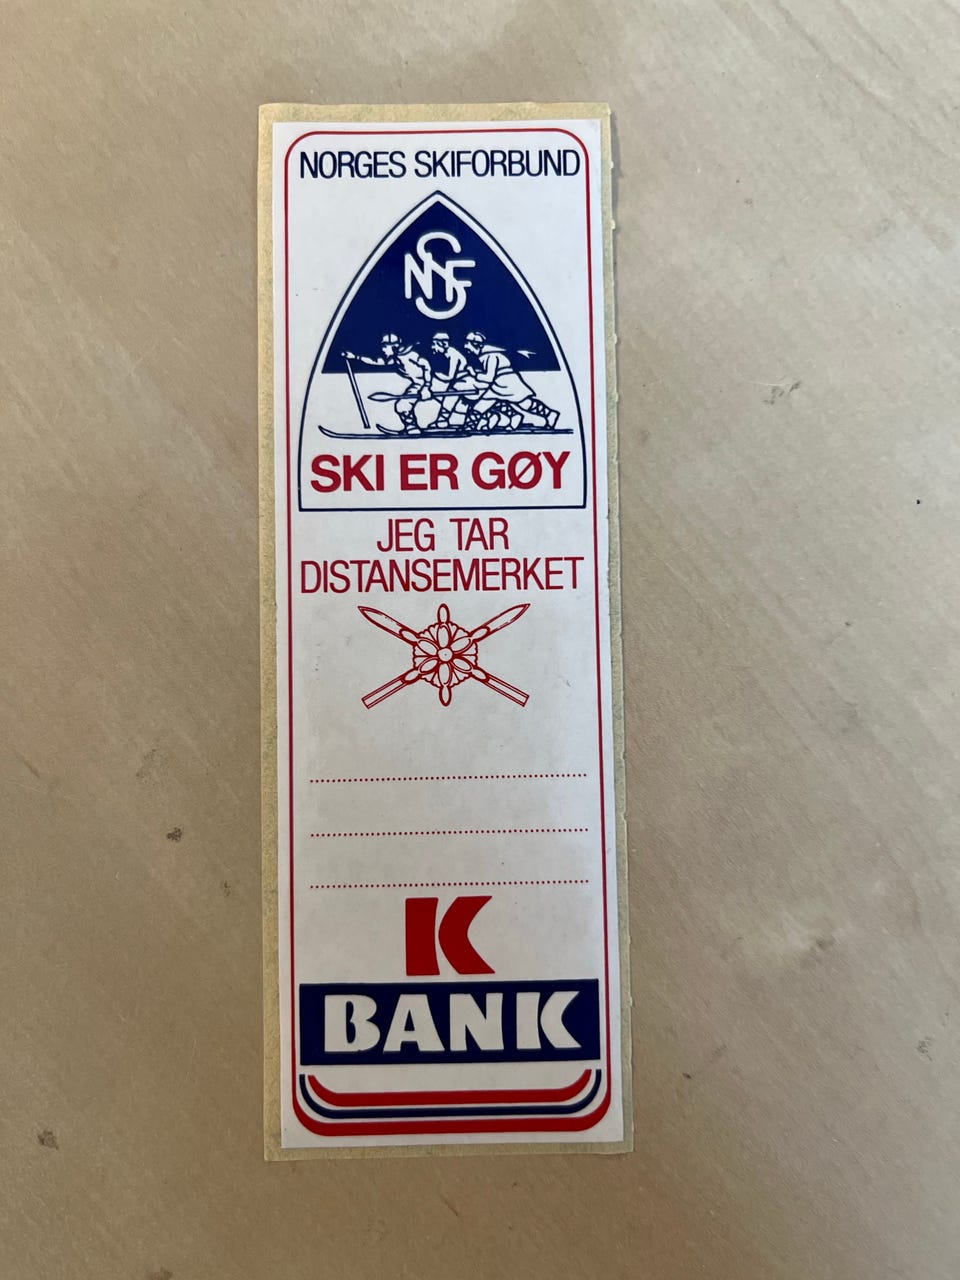 NORGES SKIFORBUND
NSF
SKI ER GØY
JEG TAR
DISTANSEMERKET
K
BANK